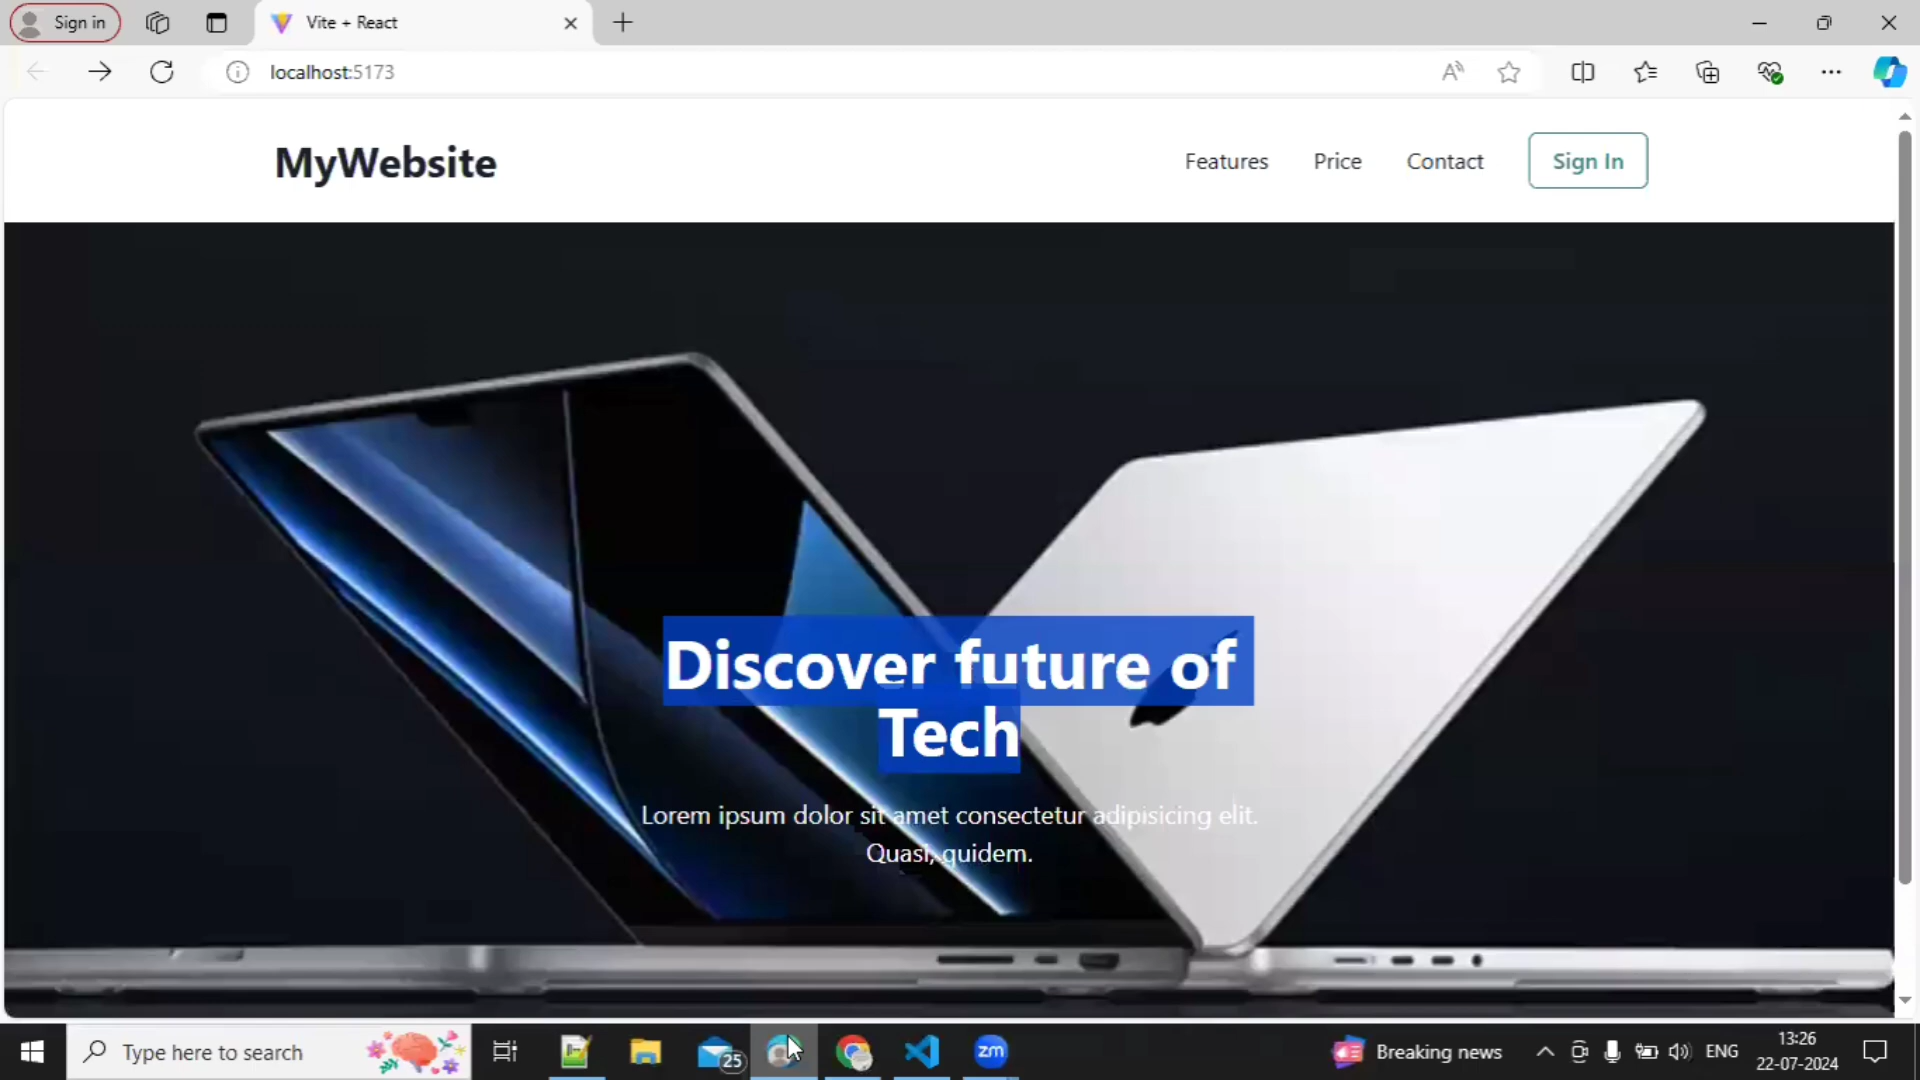 Sign in
Vite + React
localhost:5173
MyWebsite
Features
Price
Contact
Sign In
Discover future of
Tech
Lorem ipsum dolor sit amet consectetur adipisicing elit.
Quasi, quidem.
Type here to search
25
zm
Breaking news
ENG
13:26
22-07-2024